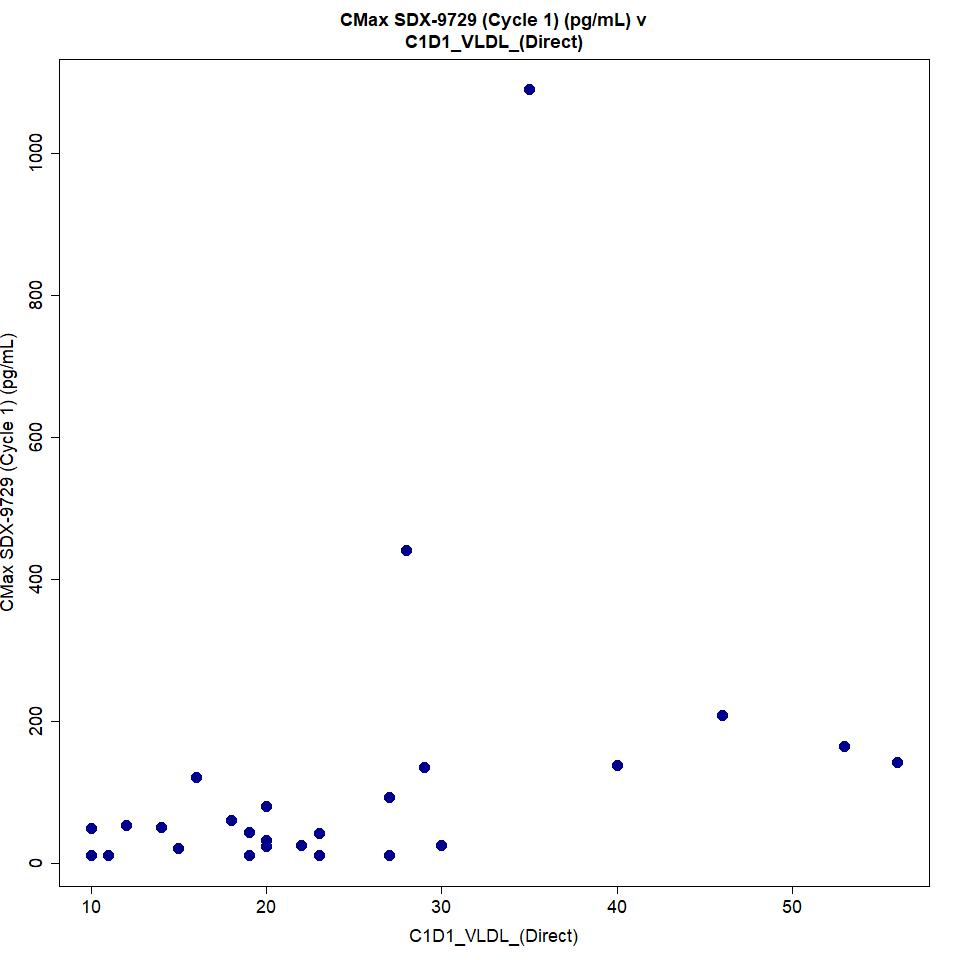 CMax SDX-9729 (Cycle 1) (pg/mL) v
C1D1_VLDL_(Direct)
CMax SDX-9729 (Cycle 1) (pg/mL)
1000
800
600
400
200
0
10 20 30 40 50
C1D1_VLDL_(Direct)